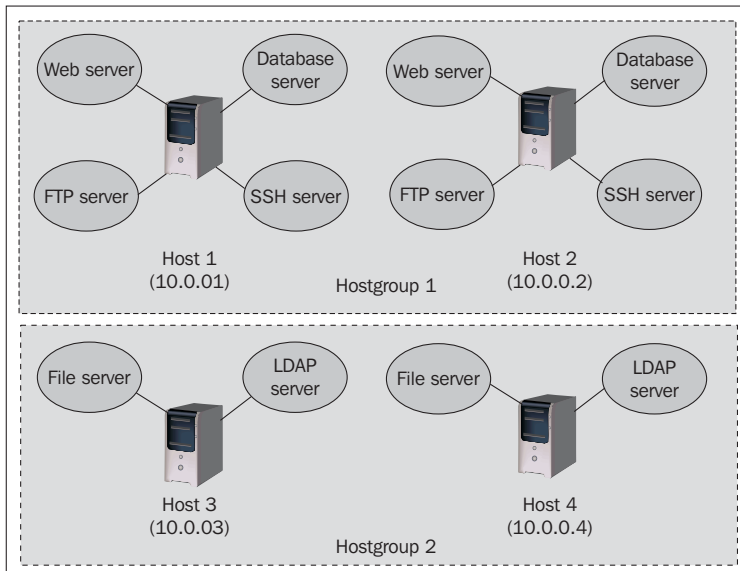 Web server
Database
server
Web server
Database
server
FTP server
SSH server
FTP server
SSH server
Host 1
(10.0.01)
Host 2
(10.0.0.2)
Hostgroup 1
File server
LDAP
server
File server
LDAP
server
Host 3
(10.0.03)
Host 4
(10.0.0.4)
Hostgroup 2